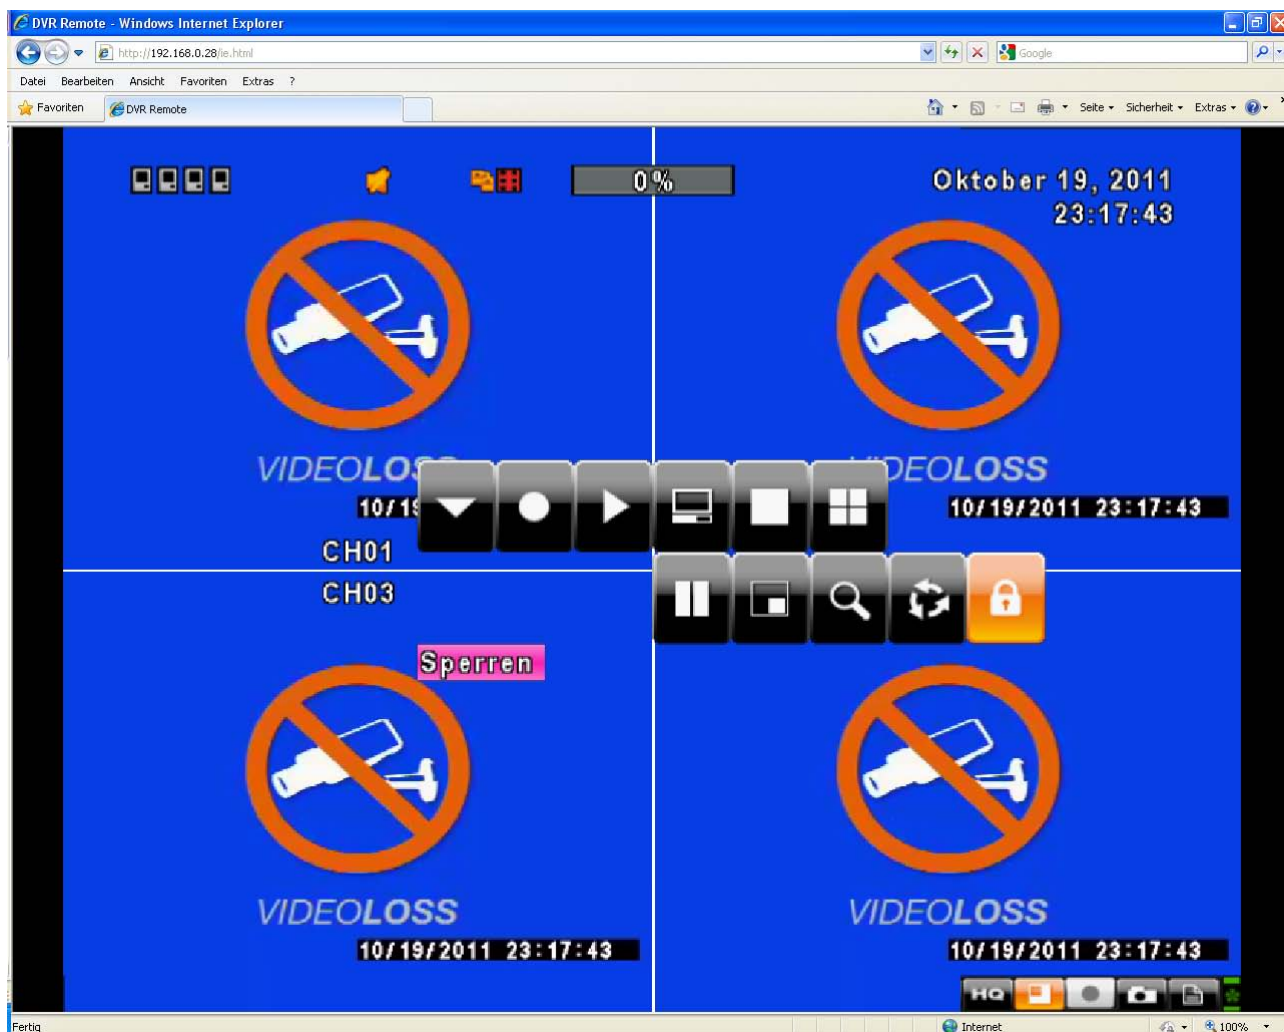 DVR Remote - Windows Internet Explorer
http://192.168.0.28/ie.html
Google
Datei Bearbeiten Ansicht Favoriten Extras ?
Favoriten
DVR Remote
Seite Sicherheit Extras
0%
Oktober 19, 2011
23:17:43
VIDEOLOSS
10/19/2011 23:17:43
CH01
CH03
Sperren
VIDEOLOSS
10/19/2011 23:17:43
VIDEOLOSS
10/19/2011 23:17:43
HQ
Fertig
Internet
100%